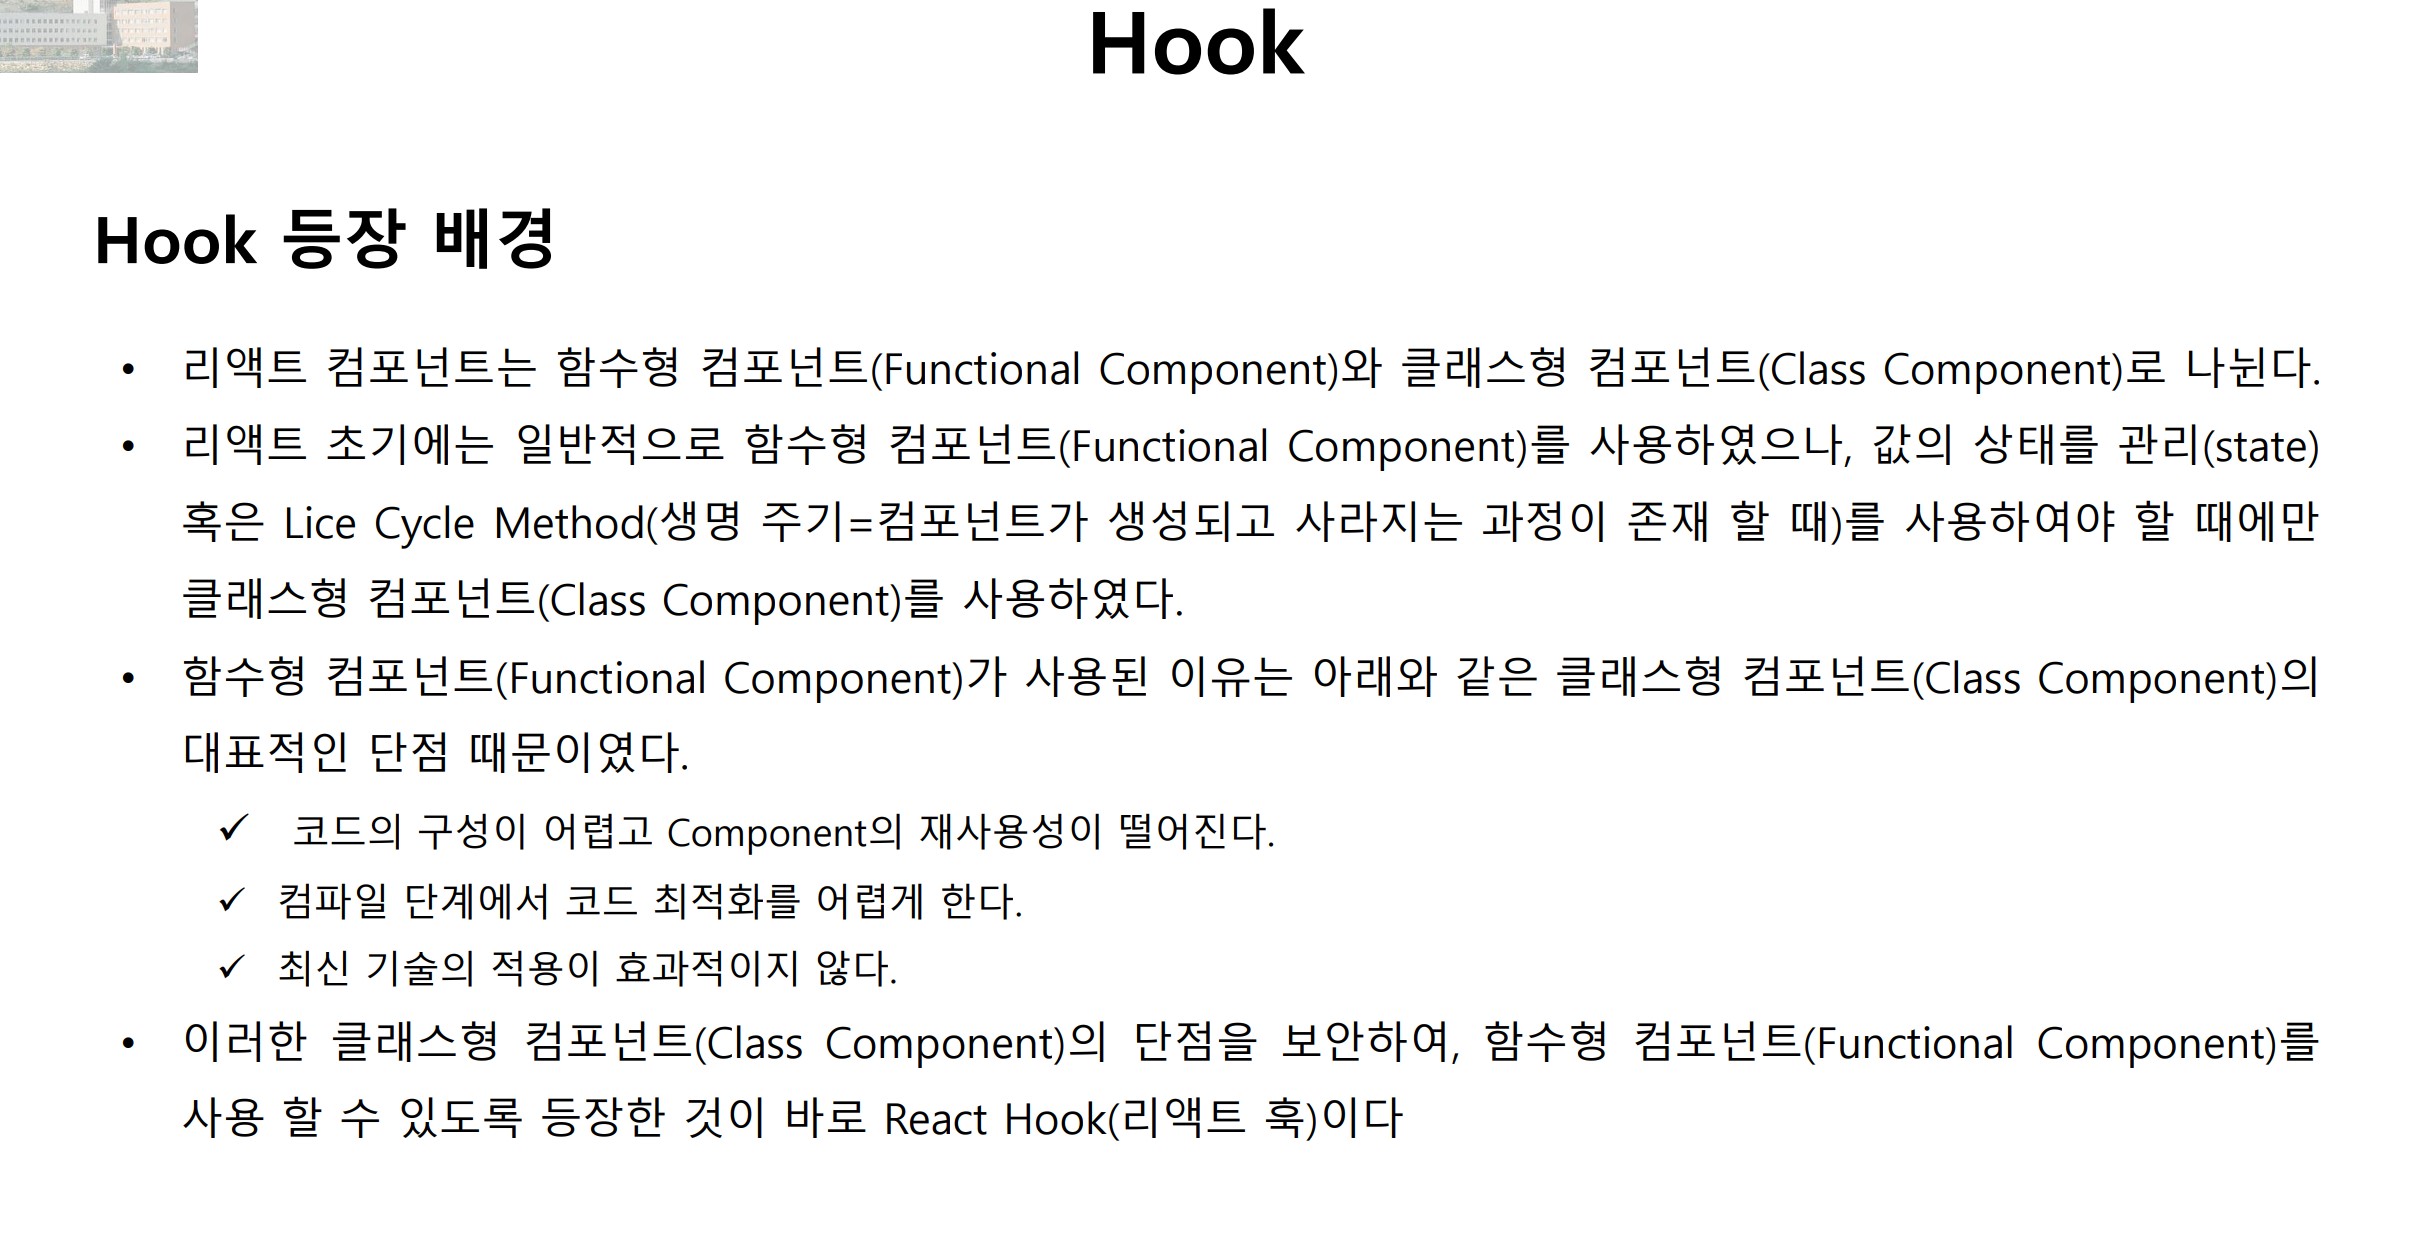 Hook
Hook 등장 배경
• 리액트 컴포넌트는 함수형 컴포넌트(Functional Component)와 클래스형 컴포넌트(Class Component)로 나뉜다.
• 리액트 초기에는 일반적으로 함수형 컴포넌트(Functional Component)를 사용하였으나, 값의 상태를 관리(state)
혹은 Lice Cycle Method(생명 주기=컴포넌트가 생성되고 사라지는 과정이 존재 할 때)를 사용하여야 할 때에만
클래스형 컴포넌트(Class Component)를 사용하였다.
• 함수형 컴포넌트(Functional Component)가 사용된 이유는 아래와 같은 클래스형 컴포넌트(Class Component)의
대표적인 단점 때문이였다.
✓ 코드의 구성이 어렵고 Component의 재사용성이 떨어진다.
✓ 컴파일 단계에서 코드 최적화를 어렵게 한다.
✓ 최신 기술의 적용이 효과적이지 않다.
• 이러한 클래스형 컴포넌트(Class Component)의 단점을 보안하여, 함수형 컴포넌트(Functional Component)를
사용 할 수 있도록 등장한 것이 바로 React Hook(리액트 훅)이다